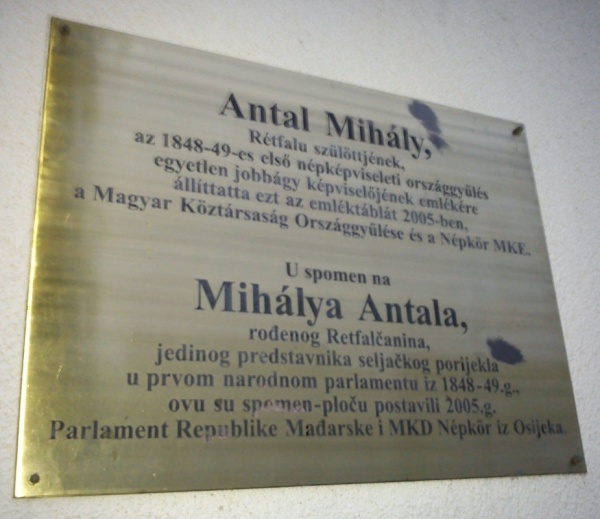 Antal Mihály,
Rétfalu szülöttjének,
az 1848-49-es első népképviseleti országgyűlés
egyetlen jobbágy képviselőjének emlékére
állíttatta ezt az emléktáblát 2005-ben,
a Magyar Köztársaság Országgyűlése és a Népkör MKE.
U spomen na
Mihálya Antala,
rođenog Retfalčanina,
jedinog predstavnika seljačkog porijekla
u prvom narodnom parlamentu iz 1848-49.g.,
ovu su spomen-ploču postavili 2005.g.
Parlament Republike Mađarske i MKD Népkör iz Osijeka.